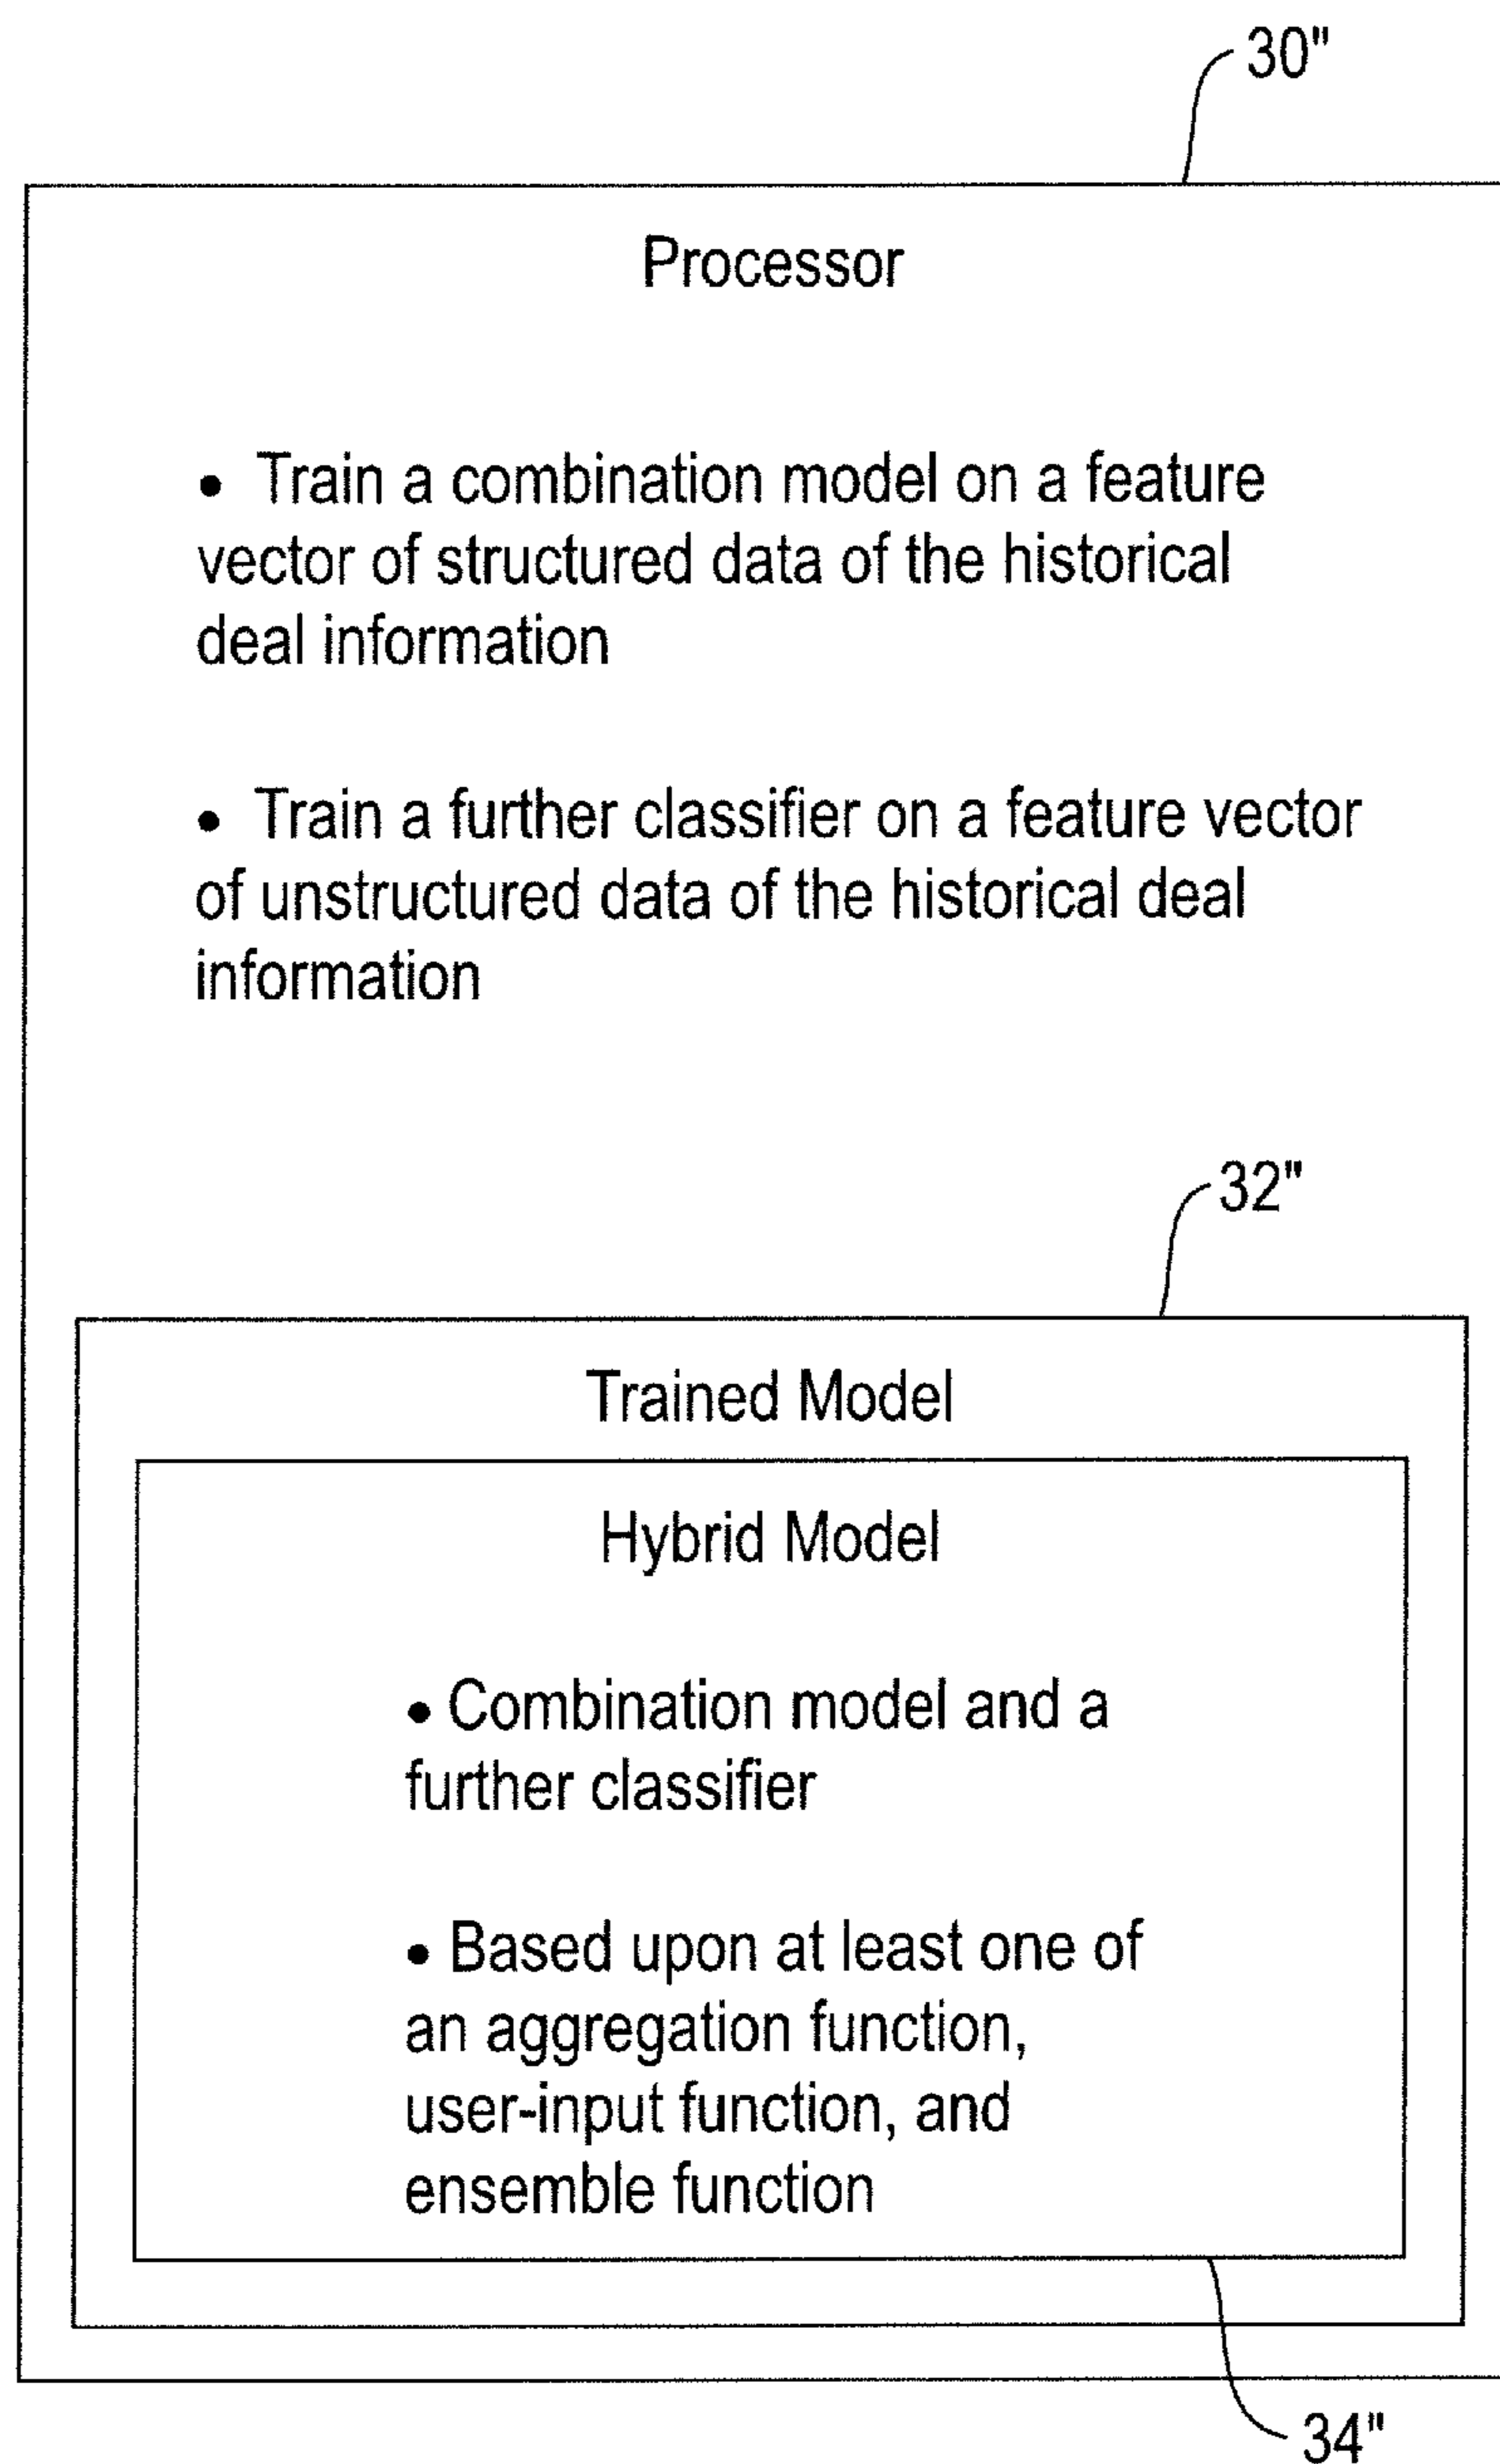 30"
Processor
• Train a combination model on a feature
vector of structured data of the historical
deal information
• Train a further classifier on a feature vector
of unstructured data of the historical deal
information
32"
Trained Model
Hybrid Model
• Combination model and a
further classifier
• Based upon at least one of
an aggregation function,
user-input function, and
ensemble function
34"